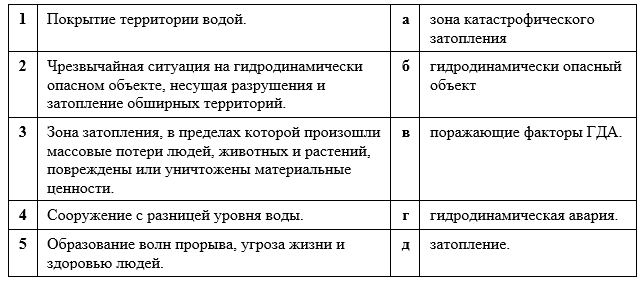 1 Покрытие территории водой. а зона катастрофического
затопления
2 Чрезвычайная ситуация на гидродинамически б гидродинамически опасный
опасном объекте, несущая разрушения и объект
затопление обширных территорий.
3 Зона затопления, в пределах которой произошли в поражающие факторы ГДА.
массовые потери людей, животных и растений,
повреждены или уничтожены материальные
ценности.
4 Сооружение с разницей уровня воды. г гидродинамическая авария.
5 Образование волн прорыва, угроза жизни и д затопление.
здоровью людей.